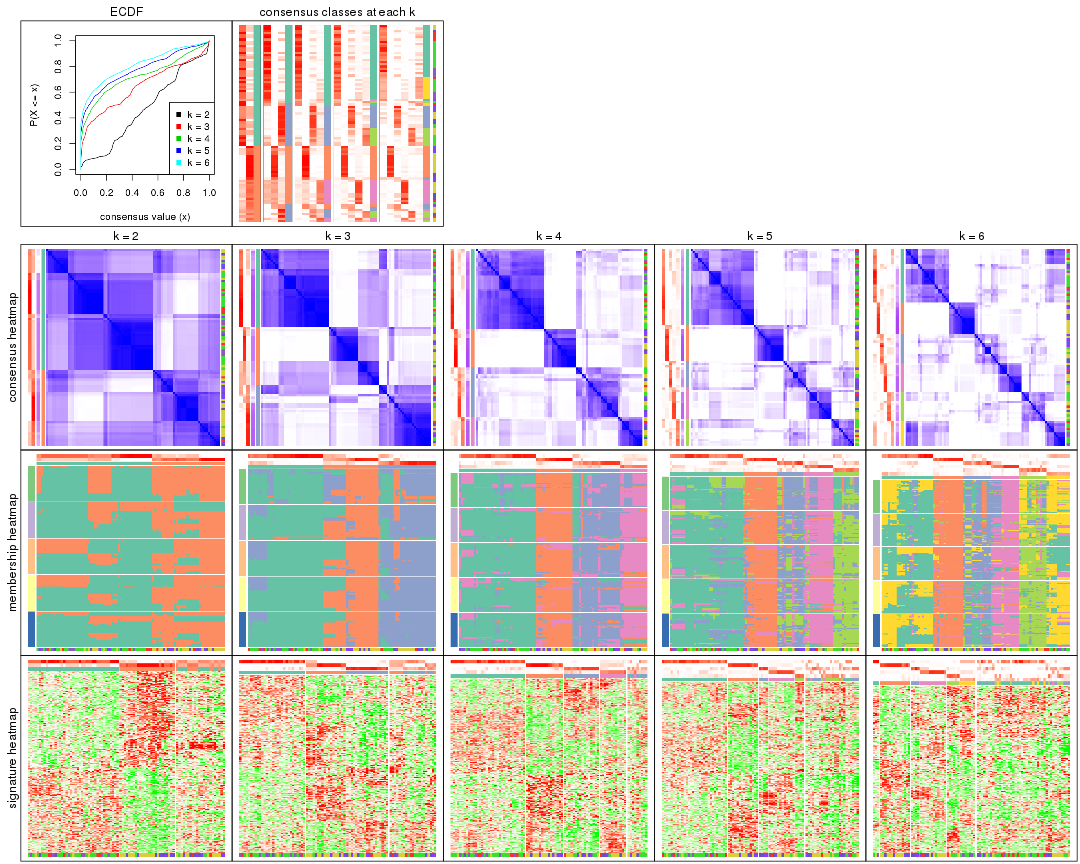 ECDF
consensus classes at each k
P(X <= x)
0.0 0.2 0.4 0.6 0.8 1.0
k = 2
k = 3
k = 4
k = 5
k = 6
0.0 0.2 0.4 0.6 0.8 1.0
consensus value (x)
k = 2
k = 3
k = 4
k = 5
k = 6
consensus heatmap
membership heatmap
signature heatmap